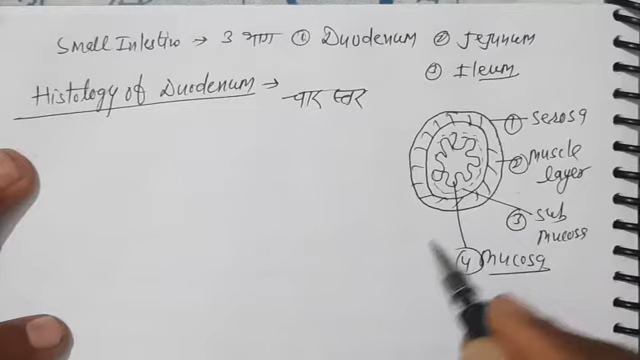 Small Intestine → 3 भाग ① Duodenum ② Jejunum
③ Ileum
Histology of Duodenum →
चार स्तर
① serosa
② muscle layer
③ sub mucosa
④ mucosa